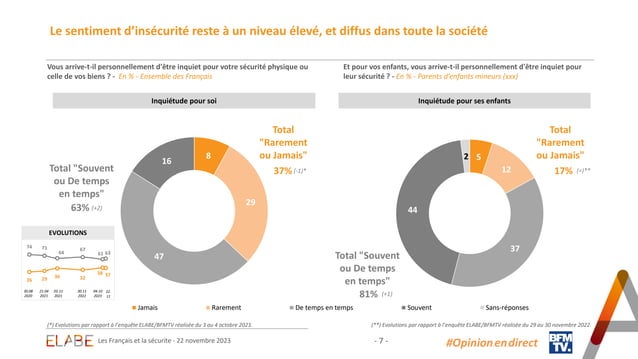 Le sentiment d'insécurité reste à un niveau élevé, et diffus dans toute la société
Vous arrive-t-il personnellement d'être inquiet pour votre sécurité physique ou
celle de vos biens ? - En % - Ensemble des Français
Et pour vos enfants, vous arrive-t-il personnellement d'être inquiet pour
leur sécurité ? - En % - Parents d'enfants mineurs (xxx)
Inquiétude pour soi
Inquiétude pour ses enfants
Total
"Rarement
ou Jamais"
37% (-1)*
Total "Souvent
ou De temps
en temps"
63% (+2)
8
29
47
16
Total
"Rarement
ou Jamais"
17% (=)**
Total "Souvent
ou De temps
en temps"
81% (+1)
2
5
12
37
44
EVOLUTIONS
74 71 64 67 61 63
26 29 36 32 38 37
2020 2021 2021 2022 2023
Jamais
Rarement
De temps en temps
Souvent
Sans-réponses
(*) Evolutions par rapport à l'enquête ELABE/BFMTV réalisée du 3 au 4 octobre 2023.
(**) Evolutions par rapport à l'enquête ELABE/BFMTV réalisée du 29 au 30 novembre 2022.
ELABE
Les Français et la sécurité - 22 novembre 2023
- 7 -
#Opinion en direct
BFM
TV.